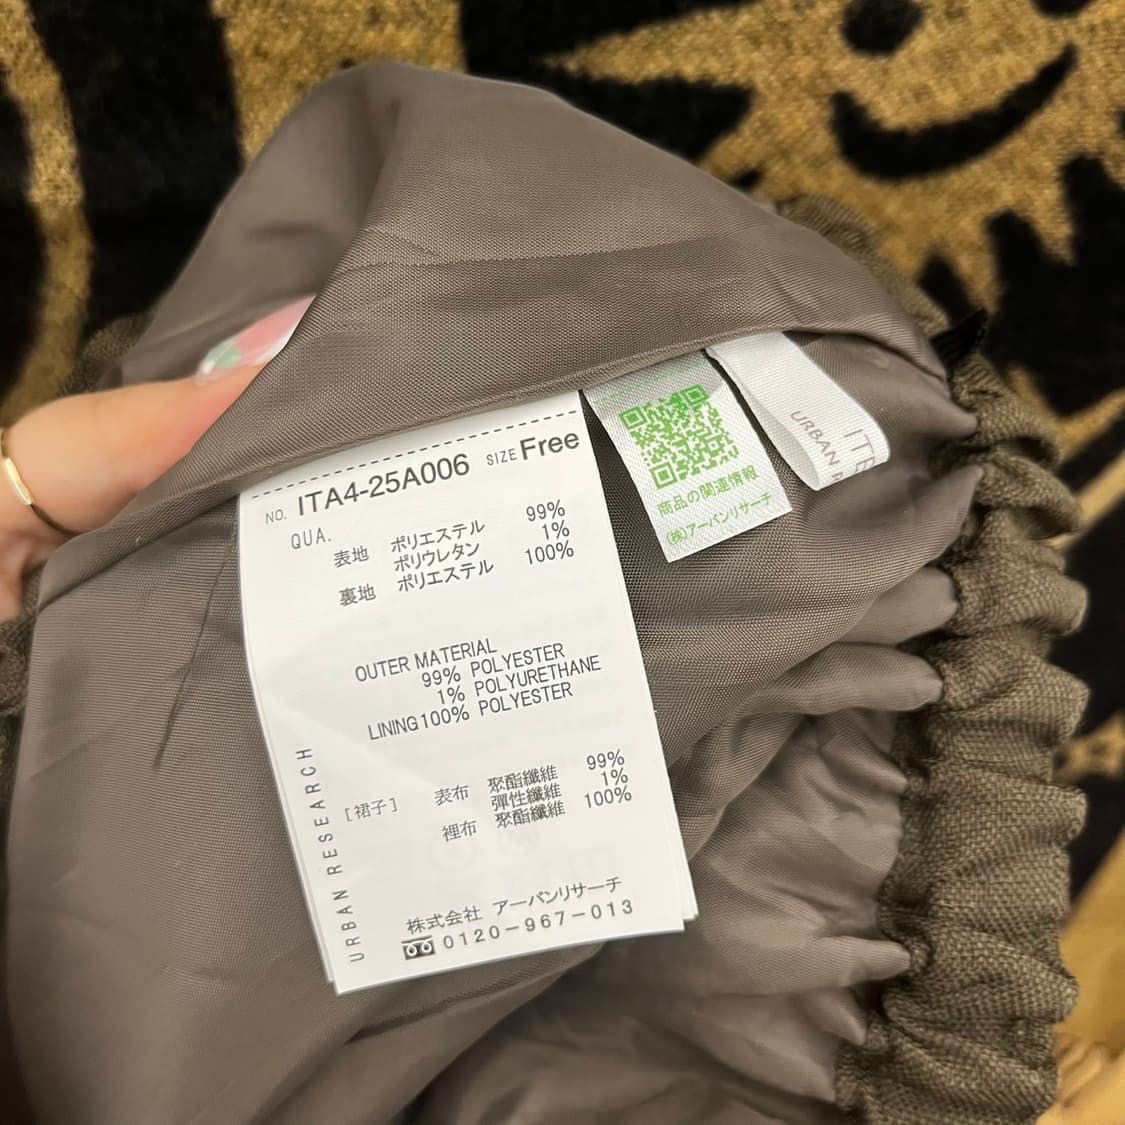 NO. ITA4-25A006 SIZE Free
QUA.
表地 ポリエステル 99%
ポリウレタン 1%
裏地 ポリエステル 100%
OUTER MATERIAL
99% POLYESTER
1% POLYURETHANE
LINING100% POLYESTER
[裙子] 表布 聚酯纖維 99%
彈性纖維 1%
裡布 聚酯纖維 100%
URBAN RESEARCH
株式会社 アーバンリサーチ
0120-967-013
商品の関連情報
(株)アーバンリサーチ
ITE
URBAN R